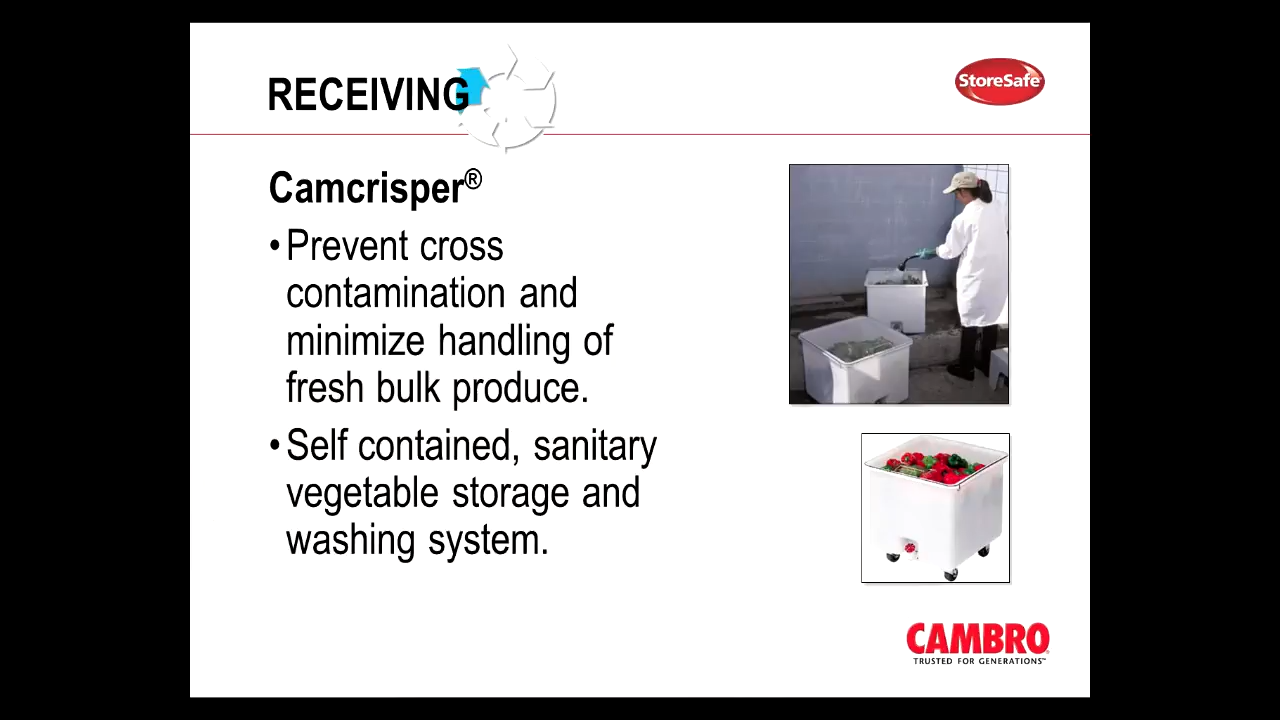 RECEIVING
StoreSafe®
Camcrisper®
•Prevent cross
contamination and
minimize handling of
fresh bulk produce.
•Self contained, sanitary
vegetable storage and
washing system.
CAMBRO®
TRUSTED FOR GENERATIONS™